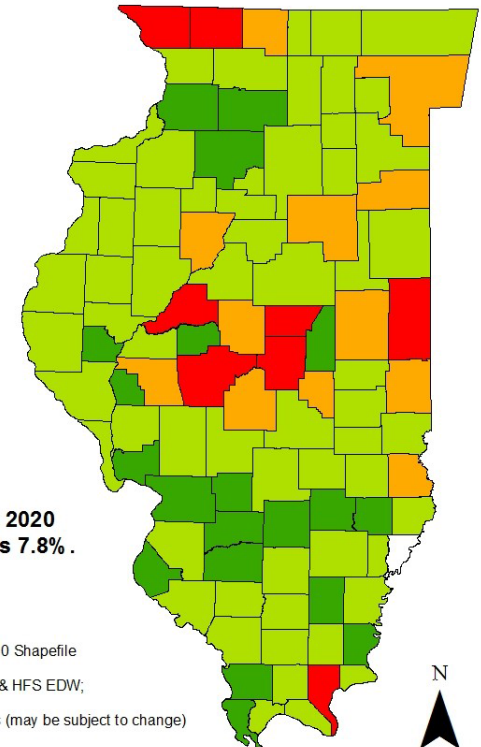 2020
s 7.8%.
0 Shapefile
& HFS EDW;
s (may be subject to change)
N